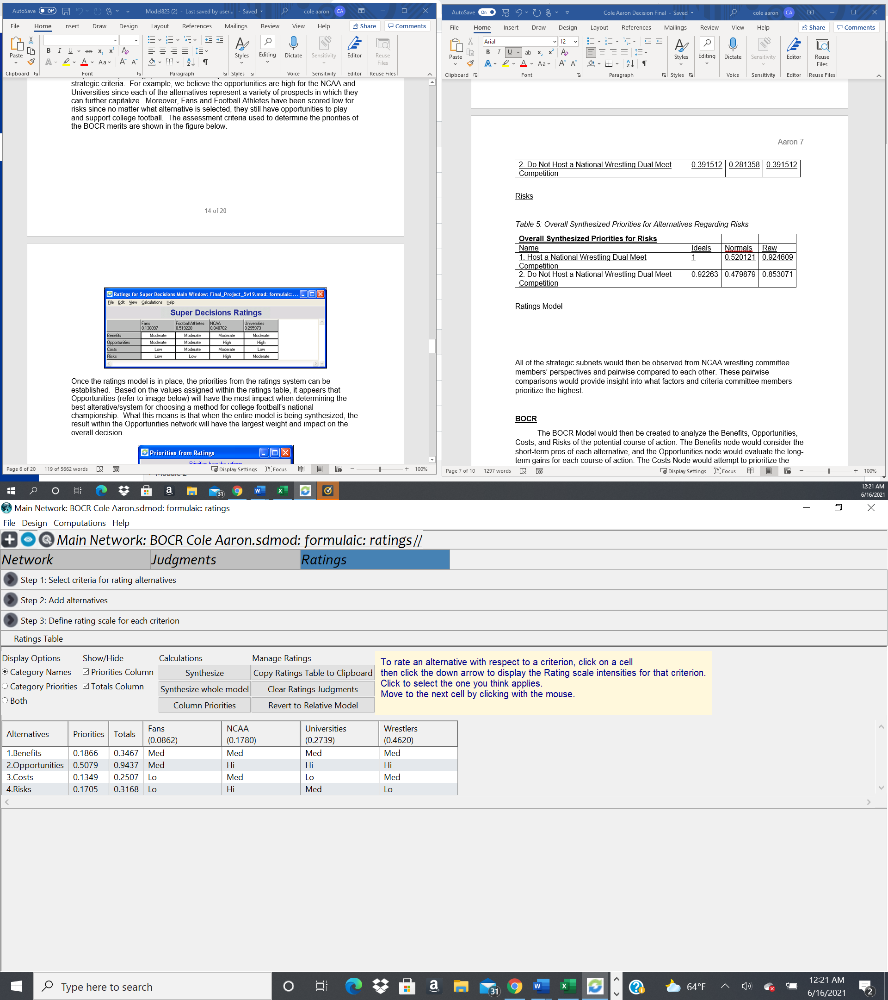 AutoSave Off Model823 (2) - Last saved by user... - Saved cole aaron CA
File Home Insert Draw Design Layout References Mailings Review View Help Share Comments
Paste B I U ab x₂ x² A Styles Editing Dictate Sensitivity Editor Reuse Files
A A Aa A A
Clipboard Font Paragraph Styles Voice Sensitivity Editor Reuse Files
strategic criteria. For example, we believe the opportunities are high for the NCAA and
Universities since each of the alternatives represent a variety of prospects in which they
can further capitalize. Moreover, Fans and Football Athletes have been scored low for
risks since no matter what alternative is selected, they still have opportunities to play
and support college football. The assessment criteria used to determine the priorities of
the BOCR merits are shown in the figure below.
14 of 20
Ratings for Super Decisions Main Window: Final_Project_5v19.mod: formulaic:...
File Edit View Calculations Help
Super Decisions Ratings
Fans Football Athletes NCAA Universities
0.136097 0.519228 0.048702 0.295973
Benefits Moderate Moderate Moderate Moderate
Opportunities Moderate Moderate High High
Costs Low Moderate Moderate Low
Risks Low Low High Moderate
Once the ratings model is in place, the priorities from the ratings system can be
established. Based on the values assigned within the ratings table, it appears that
Opportunities (refer to image below) will have the most impact when determining the
best alterative/system for choosing a method for college football's national
championship. What this means is that when the entire model is being synthesized, the
result within the Opportunities network will have the largest weight and impact on the
overall decision.
Priorities from Ratings
Page 6 of 20 119 of 5662 words Display Settings Focus 100%
AutoSave On Cole Aaron Decision Final - Saved cole aaron CA
File Home Insert Draw Design Layout References Mailings Review View Help Share Comments
Arial 12
Paste B I U ab x₂ x² A Styles Editing Dictate Sensitivity Editor Reuse Files
A A Aa A A
Clipboard Font Paragraph Styles Voice Sensitivity Editor Reuse Files
Aaron 7
2. Do Not Host a National Wrestling Dual Meet 0.391512 0.281358 0.391512
Competition
Risks
Table 5: Overall Synthesized Priorities for Alternatives Regarding Risks
Overall Synthesized Priorities for Risks
Name Ideals Normals Raw
1. Host a National Wrestling Dual Meet 1 0.520121 0.924609
Competition
2. Do Not Host a National Wrestling Dual Meet 0.92263 0.479879 0.853071
Competition
Ratings Model
All of the strategic subnets would then be observed from NCAA wrestling committee
members' perspectives and pairwise compared to each other. These pairwise
comparisons would provide insight into what factors and criteria committee members
prioritize the highest.
BOCR
The BOCR Model would then be created to analyze the Benefits, Opportunities,
Costs, and Risks of the potential course of action. The Benefits node would consider the
short-term pros of each alternative, and the Opportunities node would evaluate the long-
term gains for each course of action. The Costs Node would attempt to prioritize the
Page 7 of 10 1297 words Display Settings Focus 100%
31
12:21 AM
6/16/2021
Main Network: BOCR Cole Aaron.sdmod: formulaic: ratings
File Design Computations Help
Main Network: BOCR Cole Aaron.sdmod: formulaic: ratings//
Network Judgments Ratings
Step 1: Select criteria for rating alternatives
Step 2: Add alternatives
Step 3: Define rating scale for each criterion
Ratings Table
Display Options Show/Hide Calculations Manage Ratings
Category Names Priorities Column Synthesize Copy Ratings Table to Clipboard
Category Priorities Totals Column Synthesize whole model Clear Ratings Judgments
Both Column Priorities Revert to Relative Model
To rate an alternative with respect to a criterion, click on a cell
then click the down arrow to display the Rating scale intensities for that criterion.
Click to select the one you think applies.
Move to the next cell by clicking with the mouse.
Alternatives Priorities Totals Fans (0.0862) NCAA (0.1780) Universities (0.2739) Wrestlers (0.4620)
1.Benefits 0.1866 0.3467 Med Med Med Med
2.Opportunities 0.5079 0.9437 Med Hi Hi Hi
3.Costs 0.1349 0.2507 Lo Med Lo Med
4.Risks 0.1705 0.3168 Lo Hi Med Lo
Type here to search 31 64°F 12:21 AM
6/16/2021 2